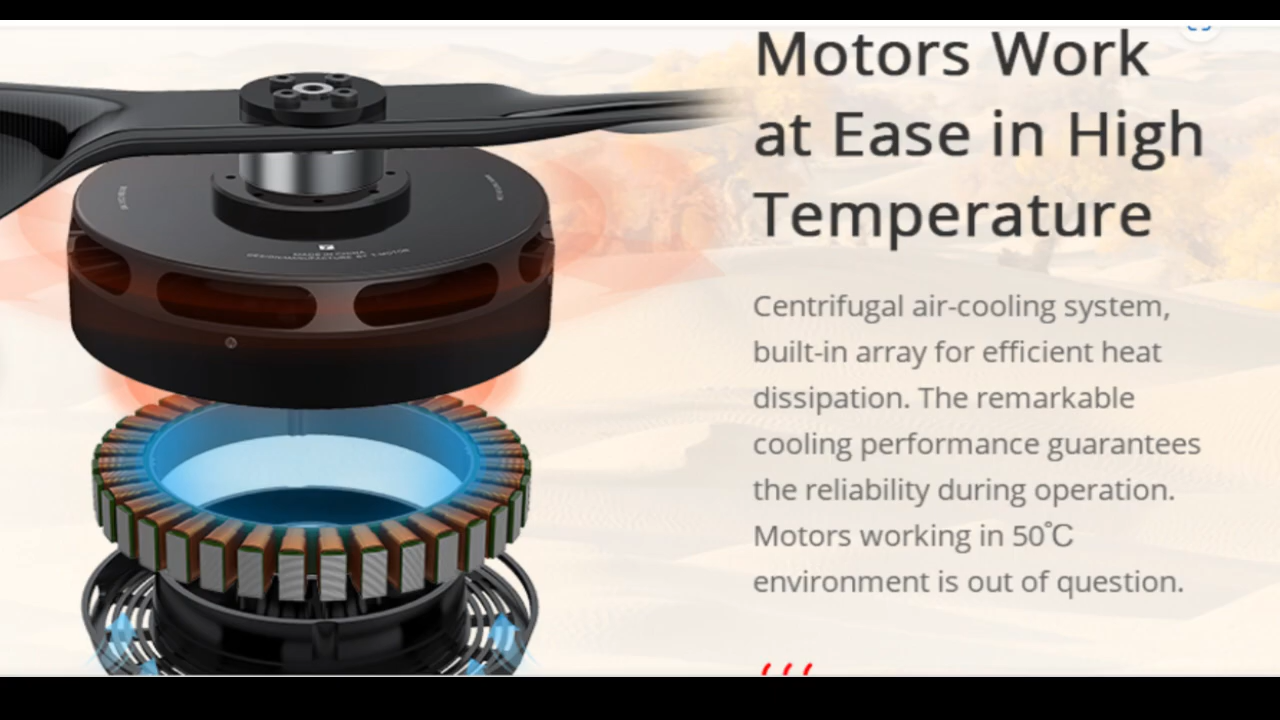 Motors Work
at Ease in High
Temperature
Centrifugal air-cooling system,
built-in array for efficient heat
dissipation. The remarkable
cooling performance guarantees
the reliability during operation.
Motors working in 50℃
environment is out of question.